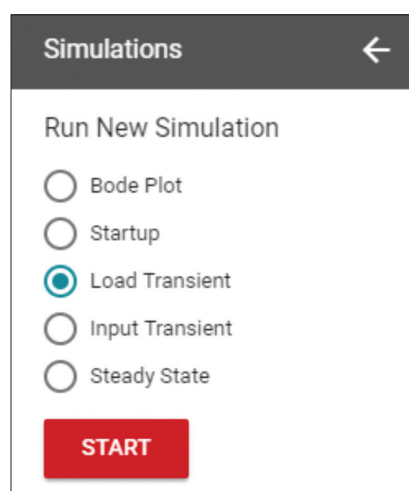 Simulations
Run New Simulation
Bode Plot
Startup
Load Transient
Input Transient
Steady State
START